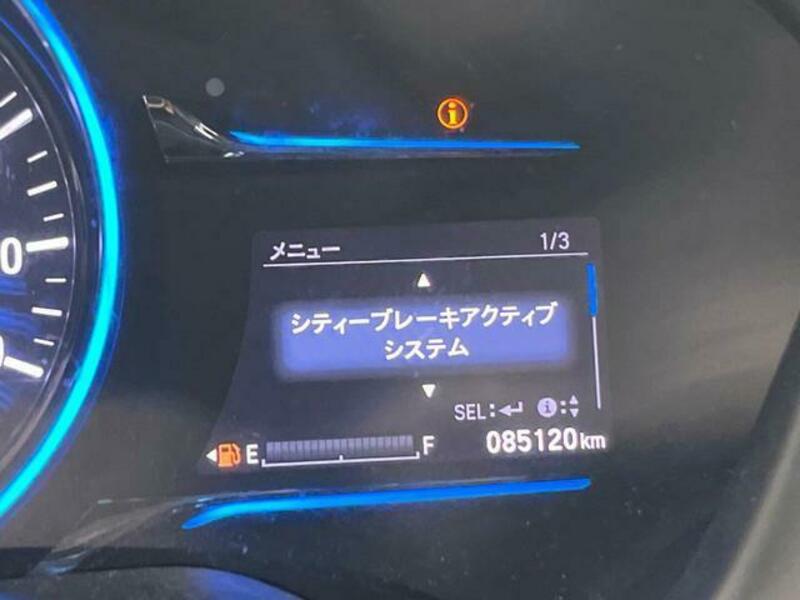 メニュー 1/3
シティーブレーキアクティブ
システム
SEL: i:
E F 085120km
0